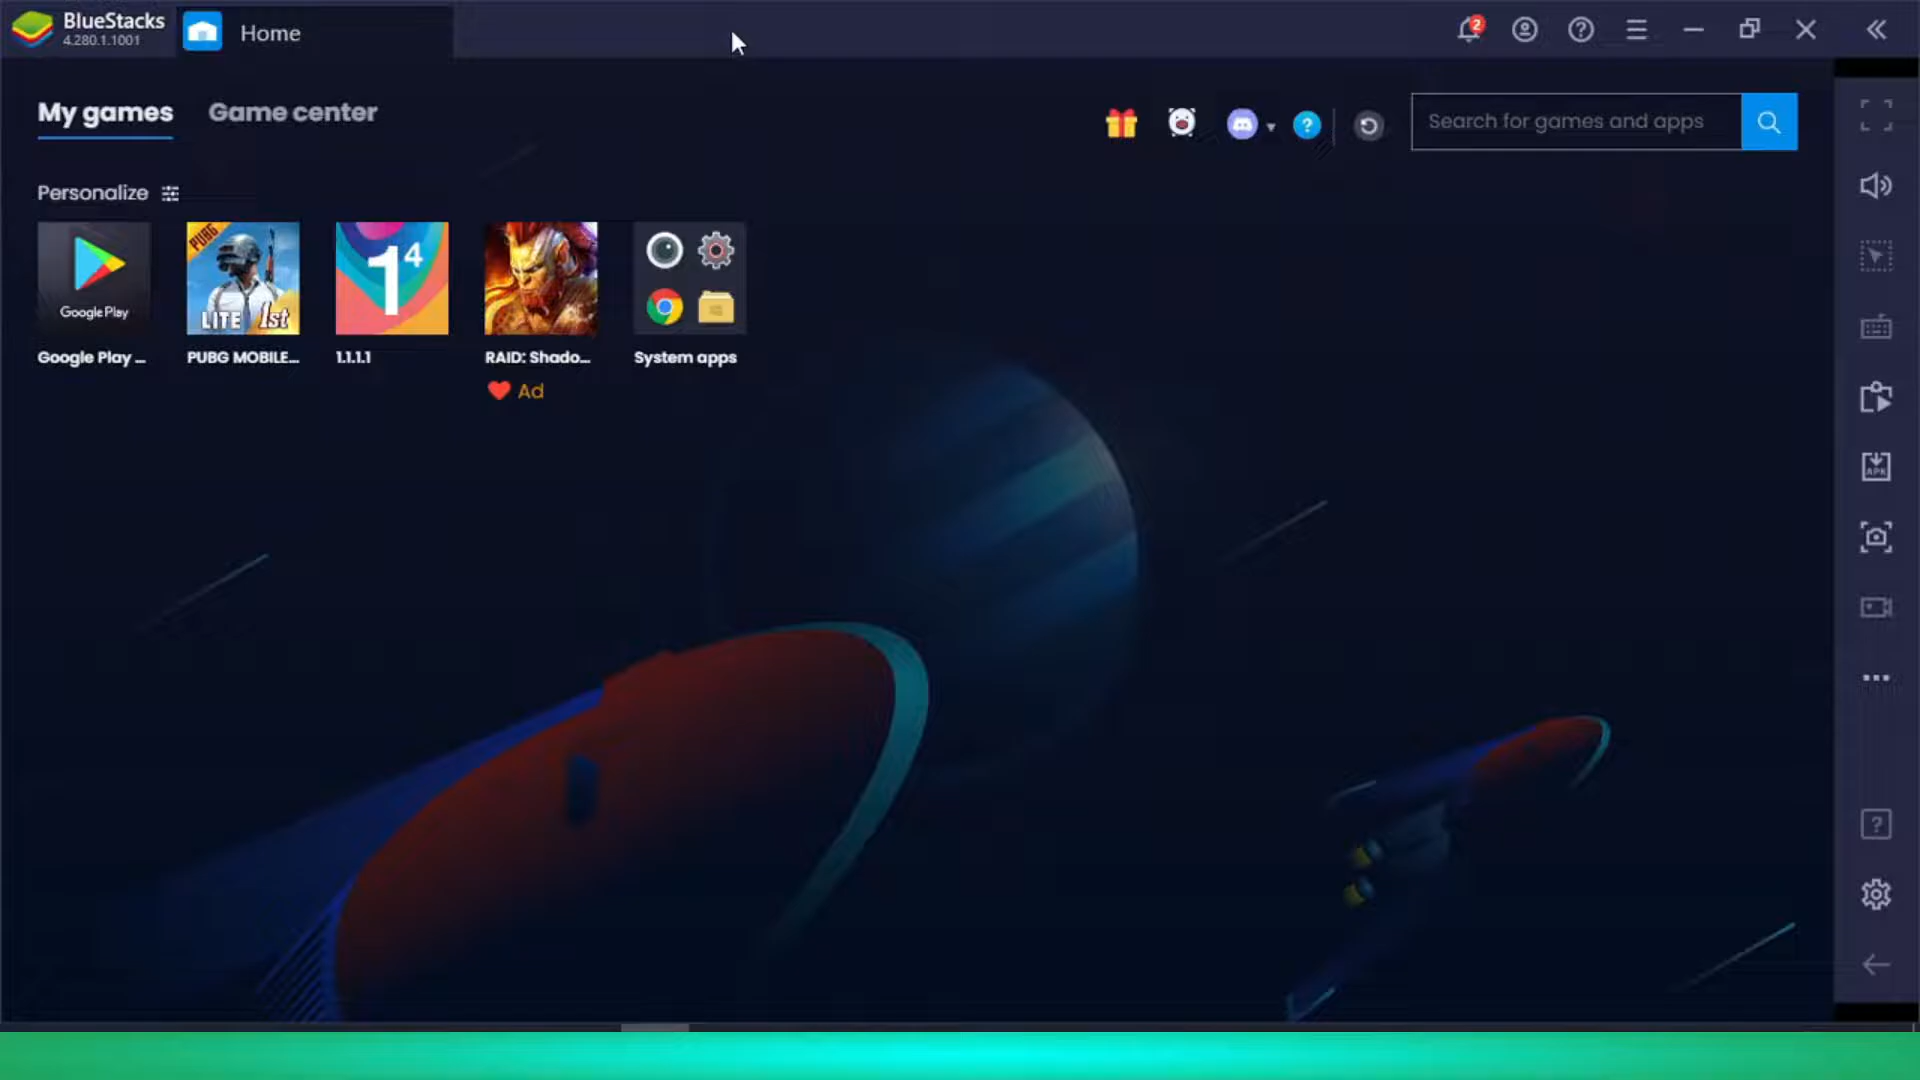 BlueStacks
4.280.1.1001
Home
2
My games
Game center
?
Search for games and apps
Personalize
Google Play
PUBG
LITE 1st
1⁴
Google Play ...
PUBG MOBILE...
1.1.1.1
RAID: Shado...
System apps
Ad
APK
?